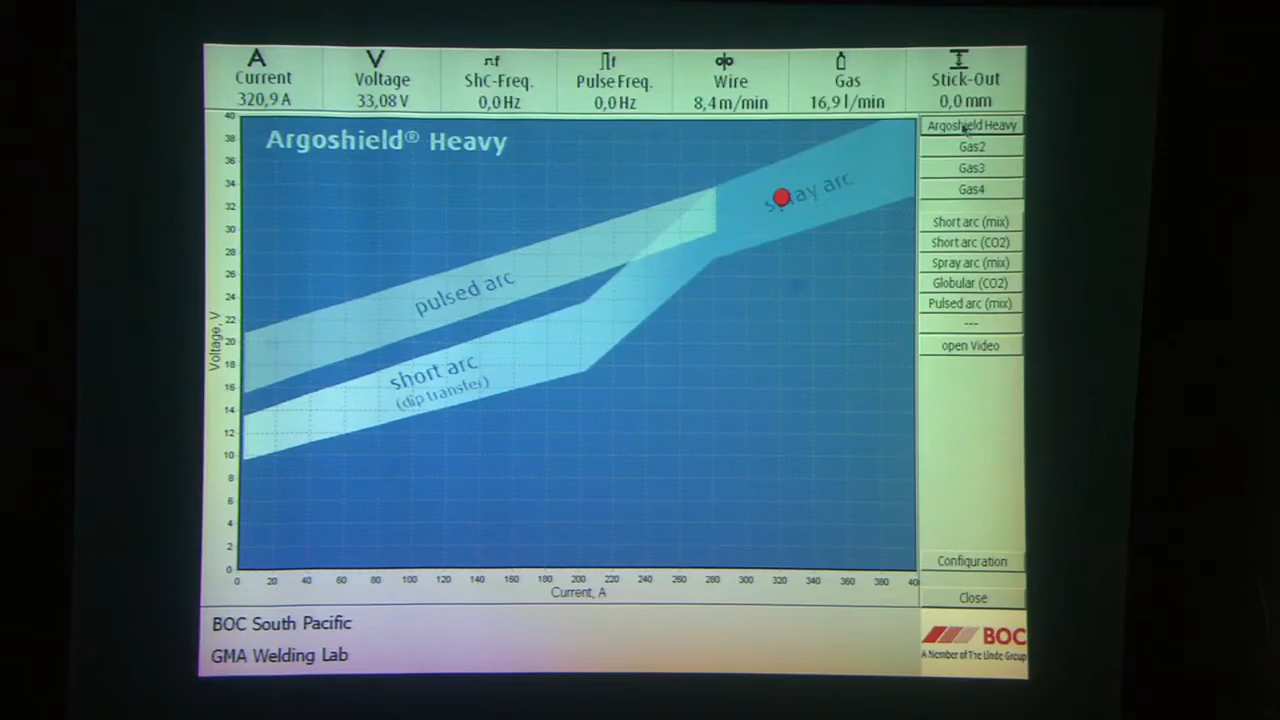 A V
Current Voltage ShC-Freq. Pulse Freq. Wire Gas Stick-Out
320,9 A 33,08 V 0,0 Hz 0,0 Hz 8,4 m/min 16,9 l/min 0,0 mm
Argoshield® Heavy
Argoshield Heavy
Gas2
Gas3
Gas4
Short arc (mix)
Short arc (CO2)
Spray arc (mix)
Globular (CO2)
Pulsed arc (mix)
---
open Video
spray arc
pulsed arc
short arc
(dip transfer)
Voltage, V
40
38
36
34
32
30
28
26
24
22
20
18
16
14
12
10
8
6
4
2
0
0 20 40 60 80 100 120 140 160 180 200 220 240 260 280 300 320 340 360 380 40
Current, A
Configuration
Close
BOC South Pacific
GMA Welding Lab
BOC
A Member of The Linde Group